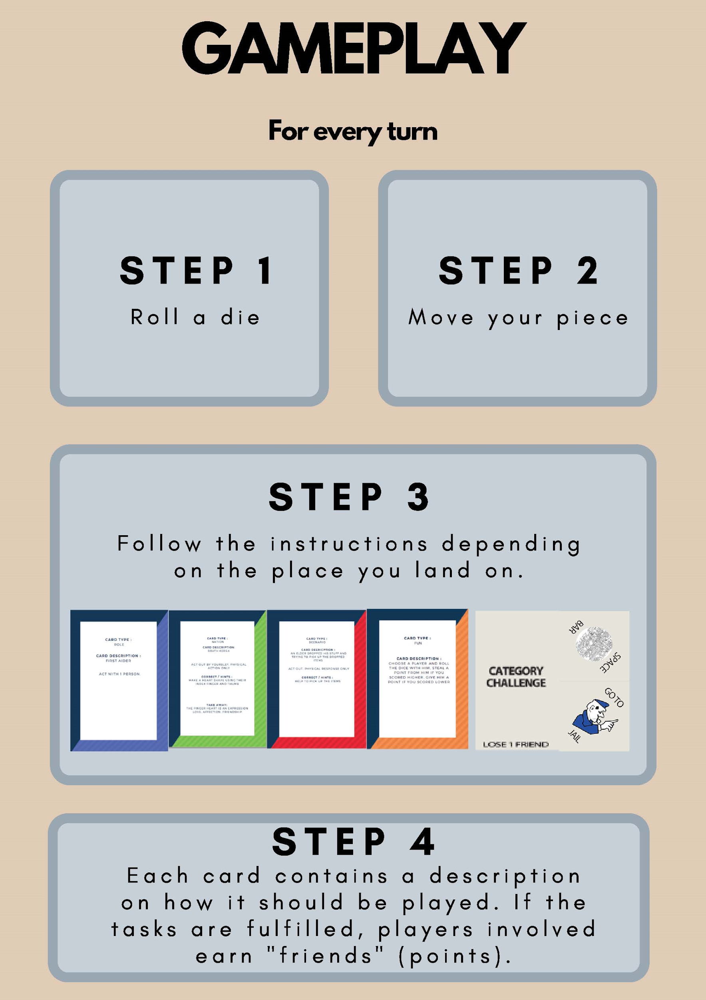 GAMEPLAY
For every turn
STEP 1
Roll a die
STEP 2
Move your piece
STEP 3
Follow the instructions depending
on the place you land on.
CARD TYPE :
ROLE
CARD DESCRIPTION :
FIRST AIDER
ACT WITH 1 PERSON.
CARD TYPE :
NATION
CARD DESCRIPTION:
SOUTH KOREA
ACT OUT BY YOURSLEF, PHYSICAL
ACTION ONLY
CORRECT / HINTS :
MAKE A HEART SHAPE USING THEIR
INDEX FINGER AND THUMB
TAKE AWAY:
THE FINGER HEART IS AN EXPRESSION
LOVE, AFFECTION, FRIENDSHIP
CARD TYPE :
SCENARIO
CARD DESRICPTION :
AN ELDER DROPPED HIS STUFF AND
TRYING TO PICK UP THE DROPPED
ITEMS
ACT OUT, PHYSICAL RESPONSE ONLY
CORRECT / HINTS :
HELP TO PICK UP THE ITEMS
CARD TYPE :
FUN
CARD DESCRIPTION :
CHOOSE A PLAYER AND ROLL
THE DICE WITH HIM, STEAL A
POINT FROM HIM IF YOU
SCORED HIGHER, GIVE HIM A
POINT IF YOU SCORED LOWER
CATEGORY
CHALLENGE
LOSE 1 FRIEND
BAR
SPACE
GO TO
JAIL
STEP 4
Each card contains a description
on how it should be played. If the
tasks are fulfilled, players involved
earn "friends" (points).